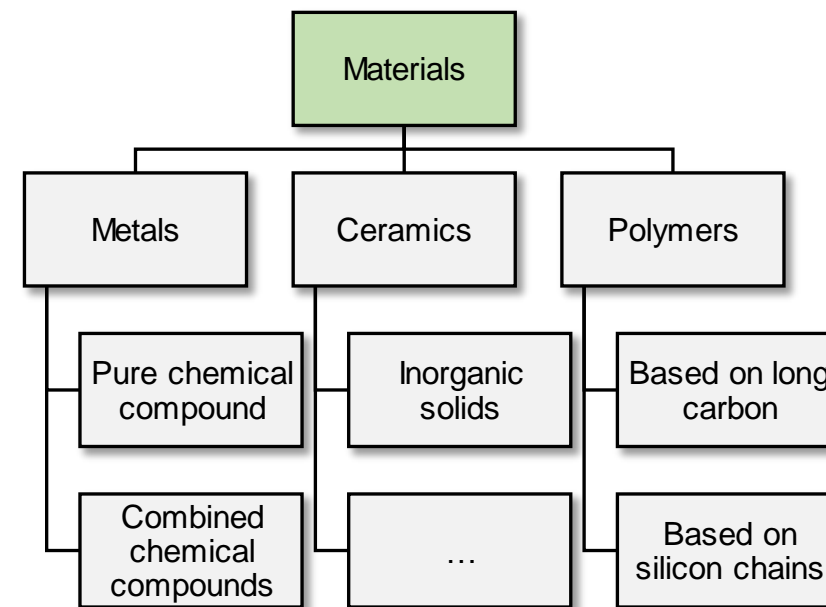 Materials
Metals
Ceramics
Polymers
Pure chemical
compound
Inorganic
solids
Based on long
carbon
Combined
chemical
compounds
…
Based on
silicon chains